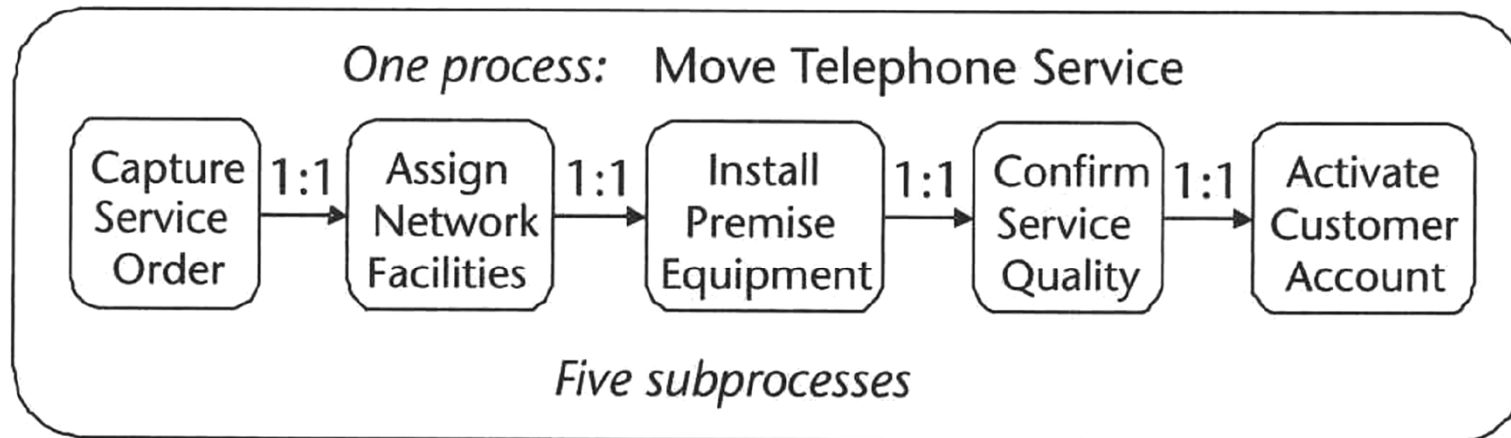 One process: Move Telephone Service
Capture
Service
Order
1:1
Assign
Network
Facilities
1:1
Install
Premise
Equipment
1:1
Confirm
Service
Quality
1:1
Activate
Customer
Account
Five subprocesses